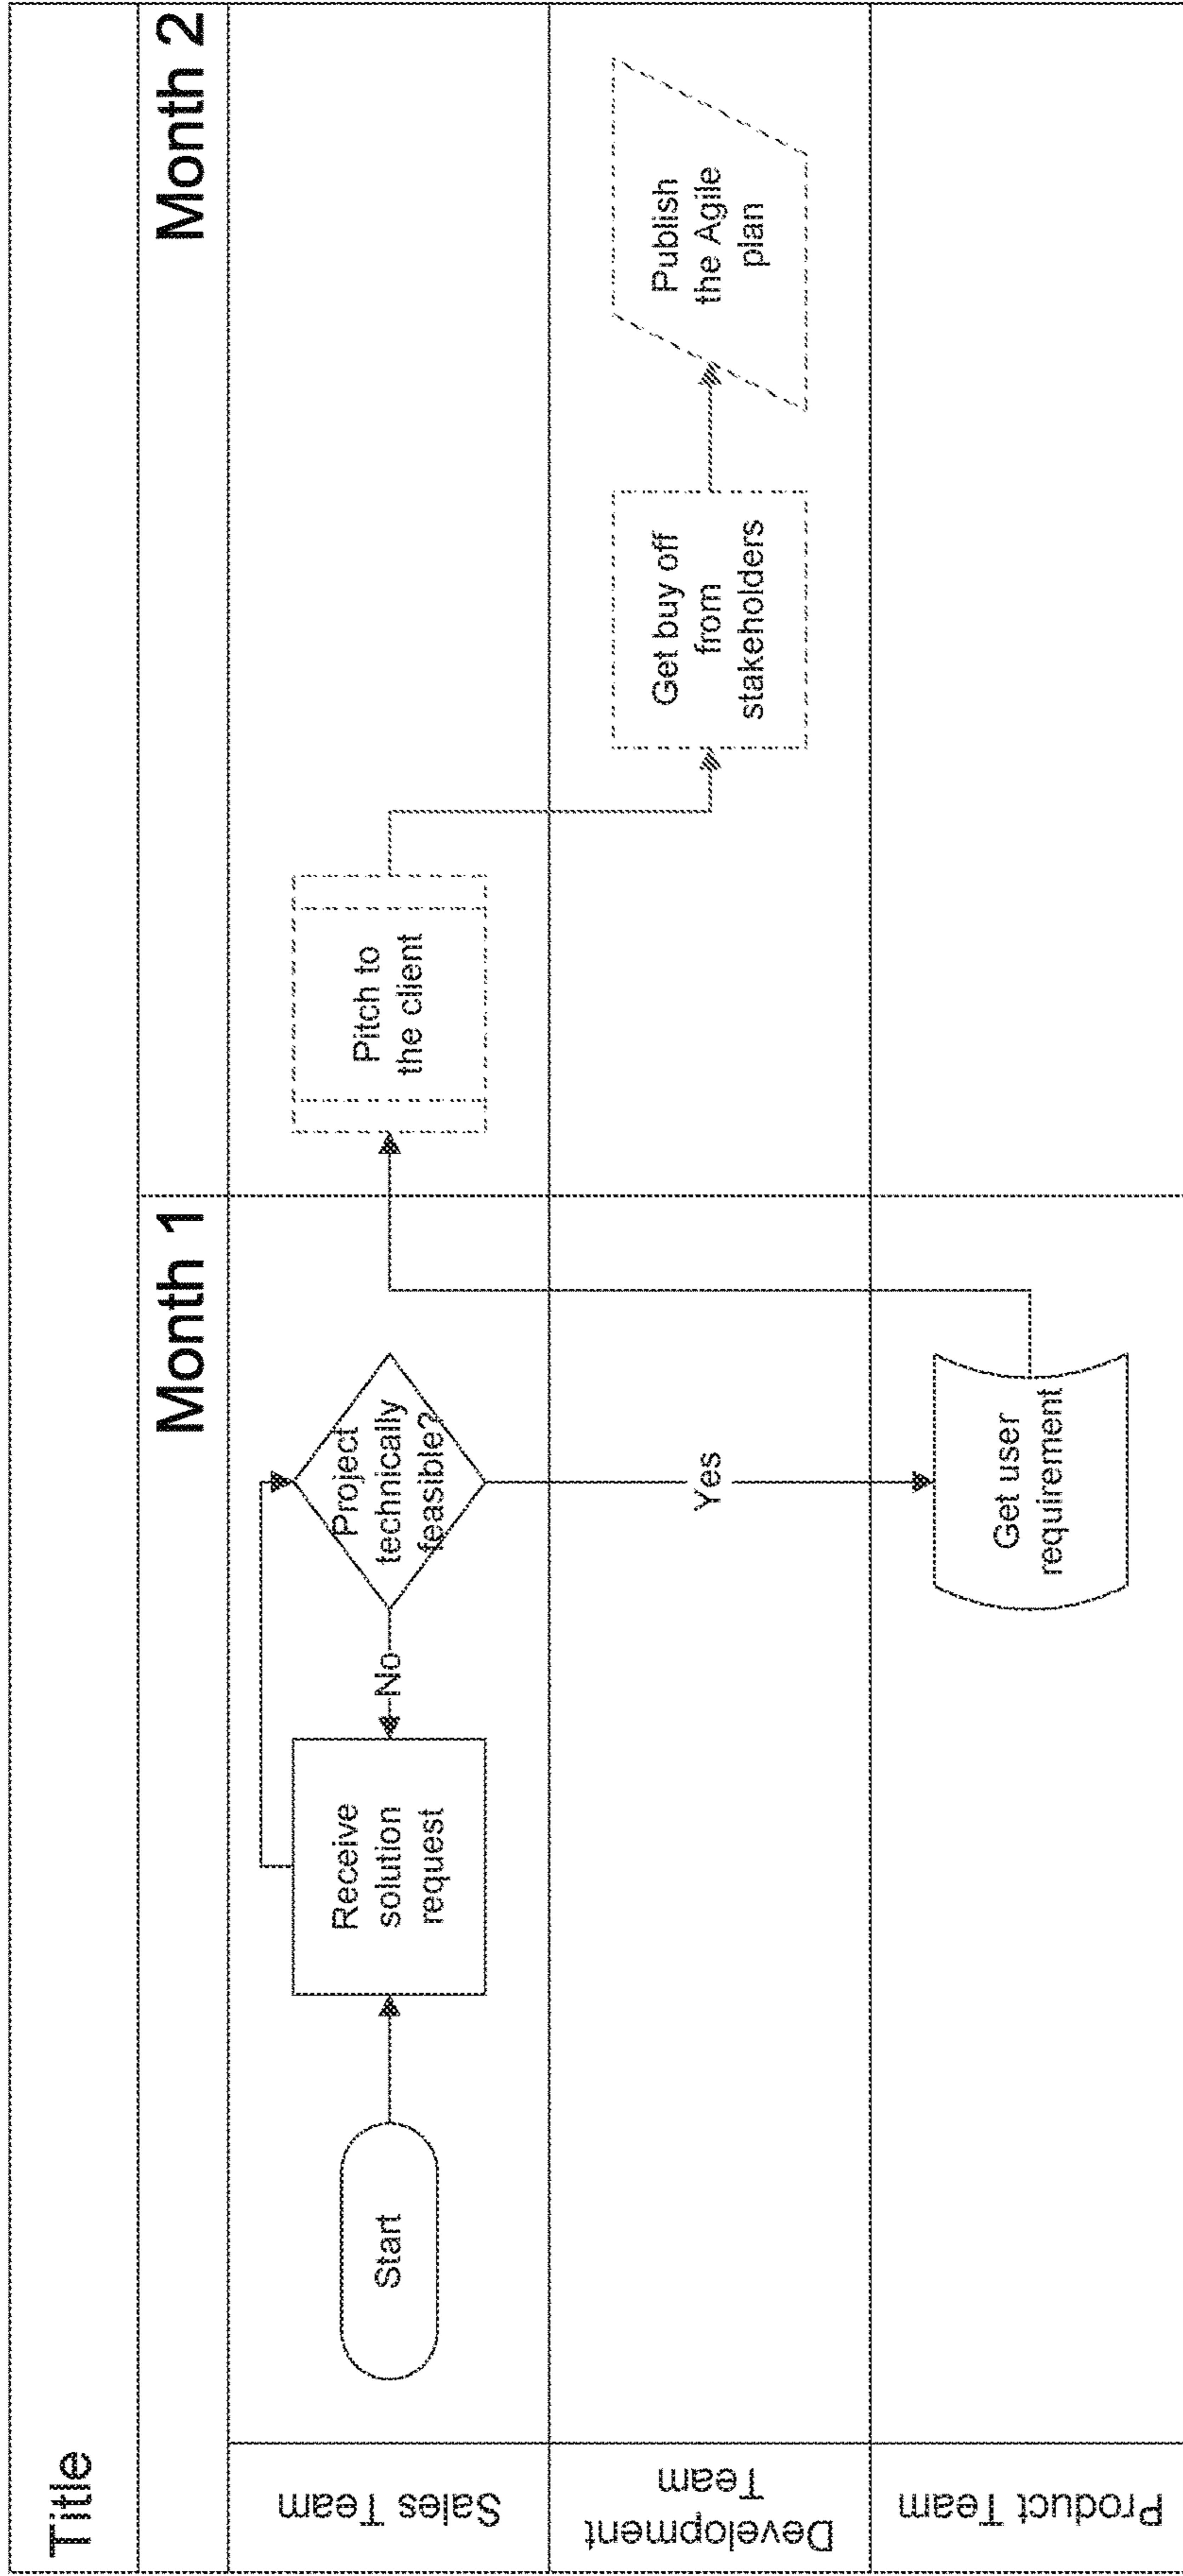 Title
Month 1
Month 2
Sales Team
Start
Receive
solution
request
No
Project
technically
feasible?
Pitch to
the client
Development
Team
Yes
Get buy off
from
stakeholders
Publish
the Agile
plan
Product Team
Get user
requirement